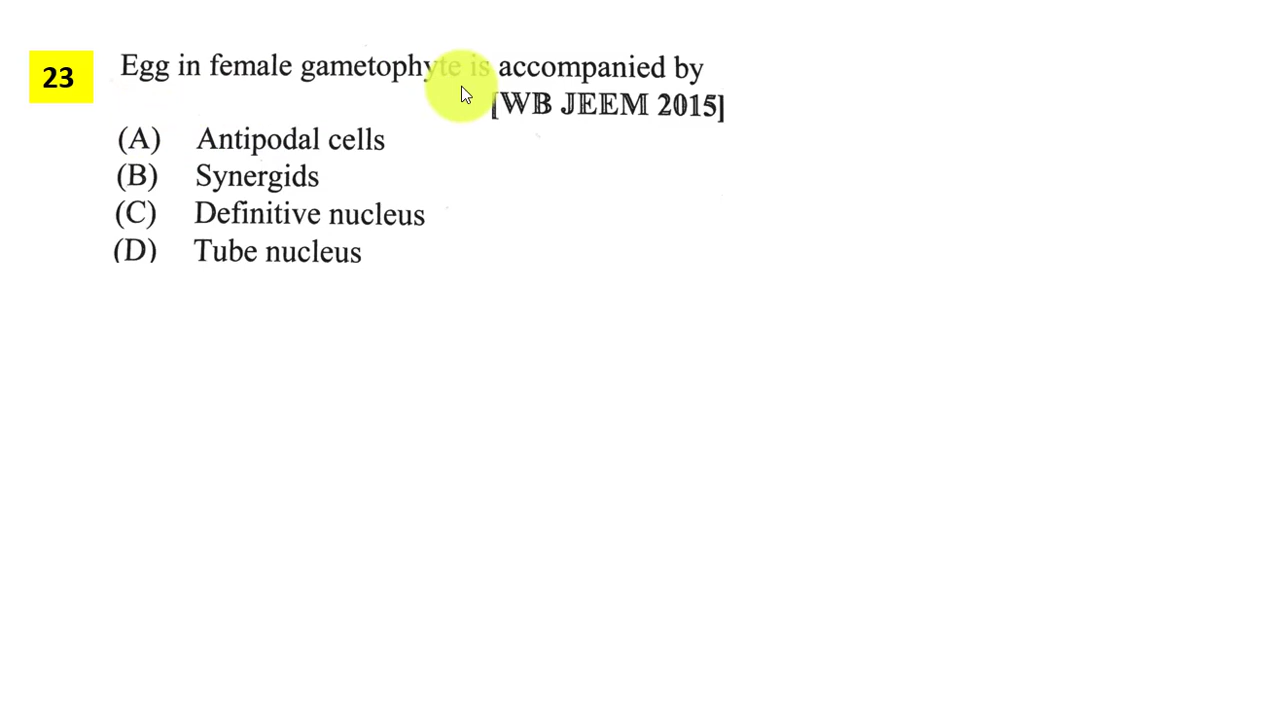 23
Egg in female gametophyte is accompanied by
[WB JEEM 2015]
(A) Antipodal cells
(B) Synergids
(C) Definitive nucleus
(D) Tube nucleus